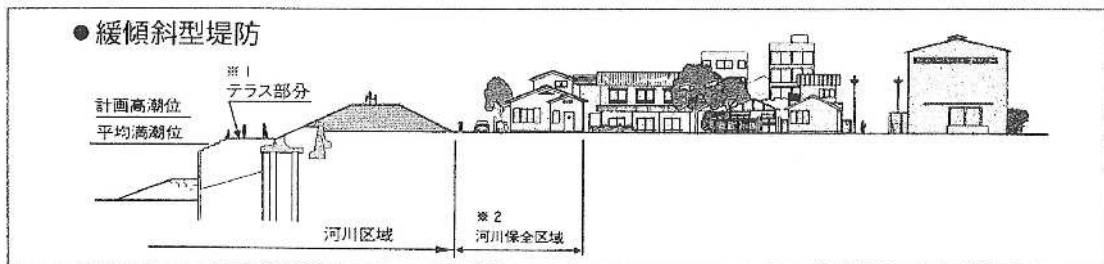 ●緩傾斜型堤防
※1
テラス部分
計画高潮位
平均満潮位
※2
河川区域
河川保全区域